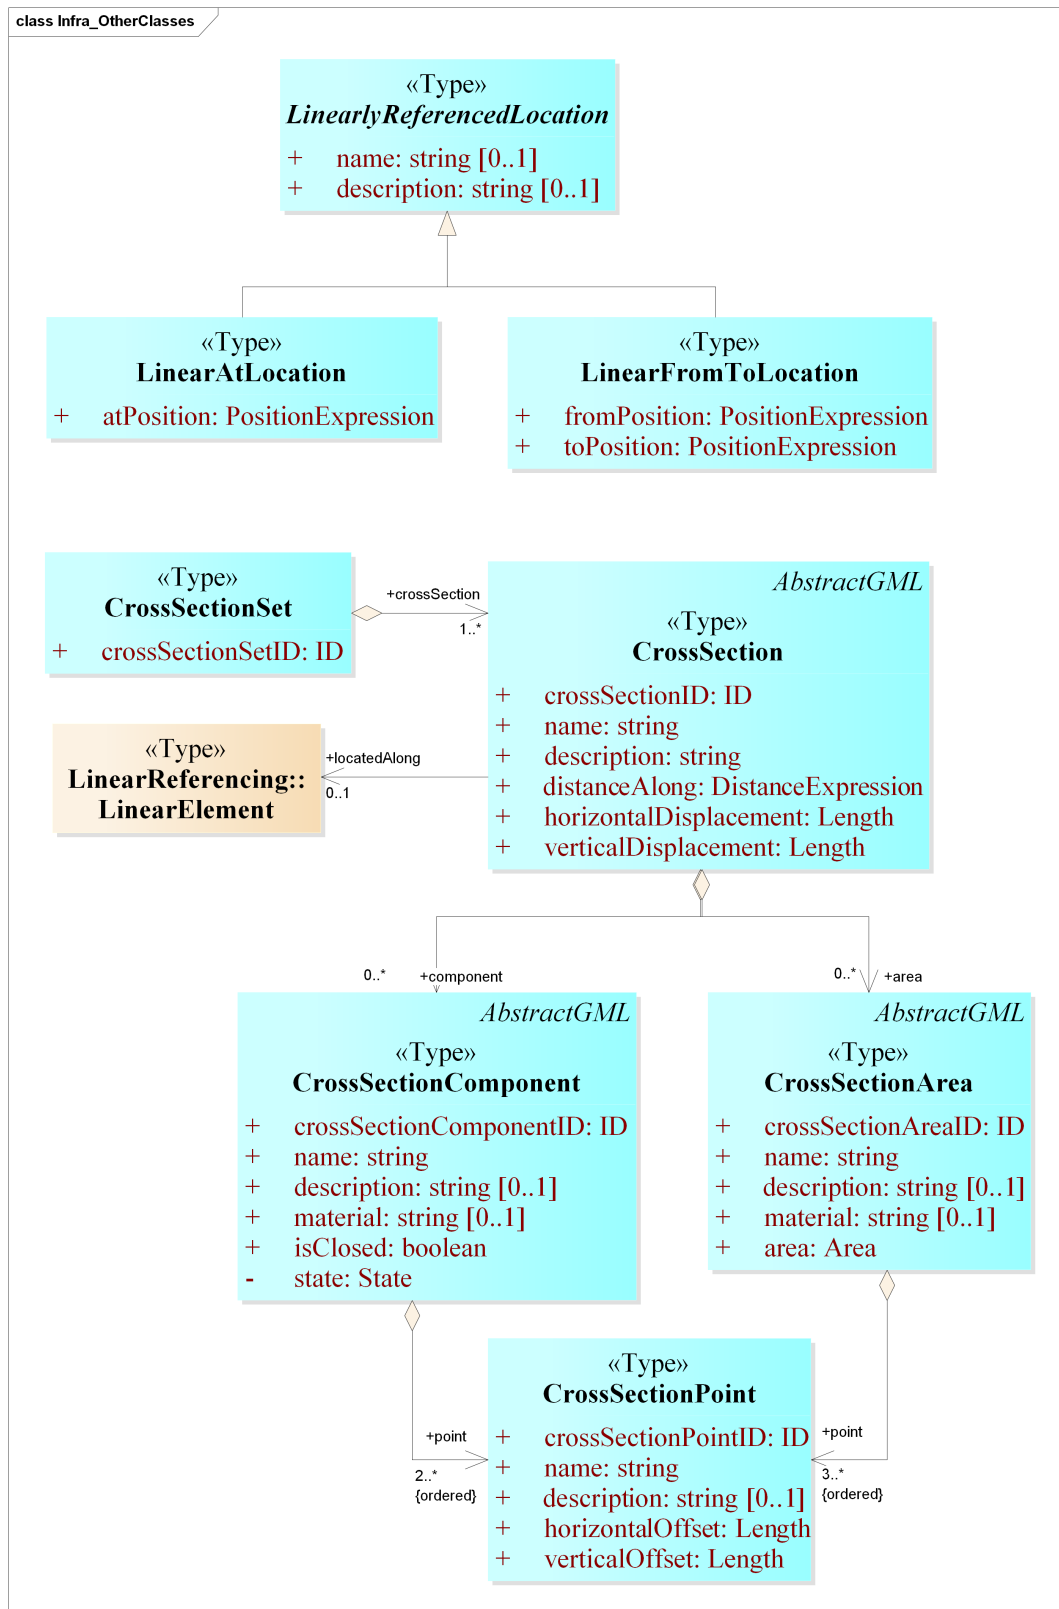 class Infra_OtherClasses
«Type»
LinearlyReferencedLocation
+ name: string [0..1]
+ description: string [0..1]
«Type»
LinearAtLocation
+ atPosition: PositionExpression
«Type»
LinearFromToLocation
+ fromPosition: PositionExpression
+ toPosition: PositionExpression
«Type»
CrossSectionSet
+ crossSectionSetID: ID
+crossSection
1..*
AbstractGML
«Type»
CrossSection
+ crossSectionID: ID
+ name: string
+ description: string
+ distanceAlong: DistanceExpression
+ horizontalDisplacement: Length
+ verticalDisplacement: Length
«Type»
LinearReferencing::
LinearElement
+locatedAlong
0..1
0..*
+component
0..*
+area
AbstractGML
«Type»
CrossSectionComponent
+ crossSectionComponentID: ID
+ name: string
+ description: string [0..1]
+ material: string [0..1]
+ isClosed: boolean
- state: State
AbstractGML
«Type»
CrossSectionArea
+ crossSectionAreaID: ID
+ name: string
+ description: string [0..1]
+ material: string [0..1]
+ area: Area
+point
2..*
{ordered}
«Type»
CrossSectionPoint
+ crossSectionPointID: ID
+ name: string
+ description: string [0..1]
+ horizontalOffset: Length
+ verticalOffset: Length
+point
3..*
{ordered}